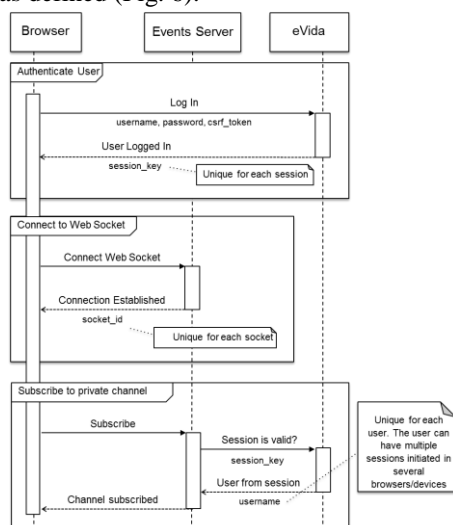 as defined (Fig. 6).
Browser
Events Server
eVida
Authenticate User
Log In
username, password, csrf_token
User Logged In
session_key
Unique for each session
Connect to Web Socket
Connect Web Socket
Connection Established
socket_id
Unique for each socket
Subscribe to private channel
Subscribe
Session is valid?
session_key
User from session
username
Channel subscribed
Unique for each
user. The user can
have multiple
sessions initiated in
several
browsers/devices